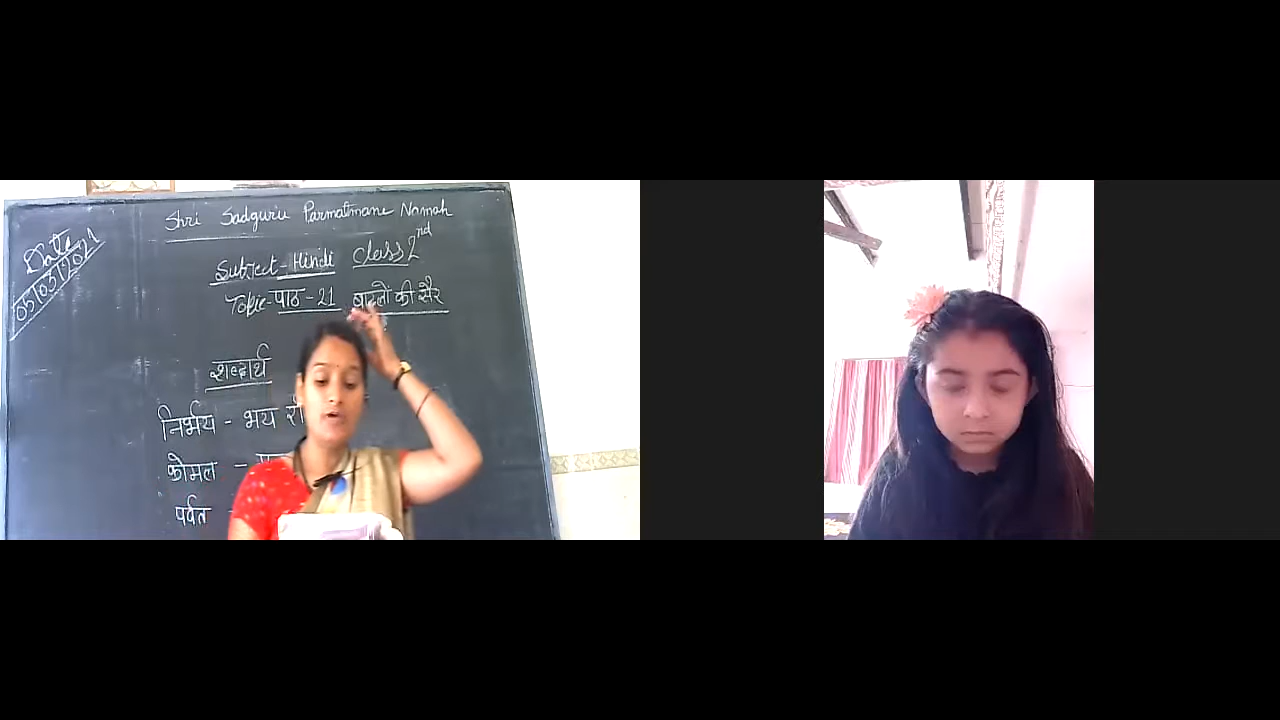 Shri Sadguru Parmatmane Namah
Date
05/03/2021
Subject - Hindi Class 2nd
Topic - पाठ - 21 बादलों की सैर
शब्दार्थ
निर्भय - भय
कोमल -
पर्वत -